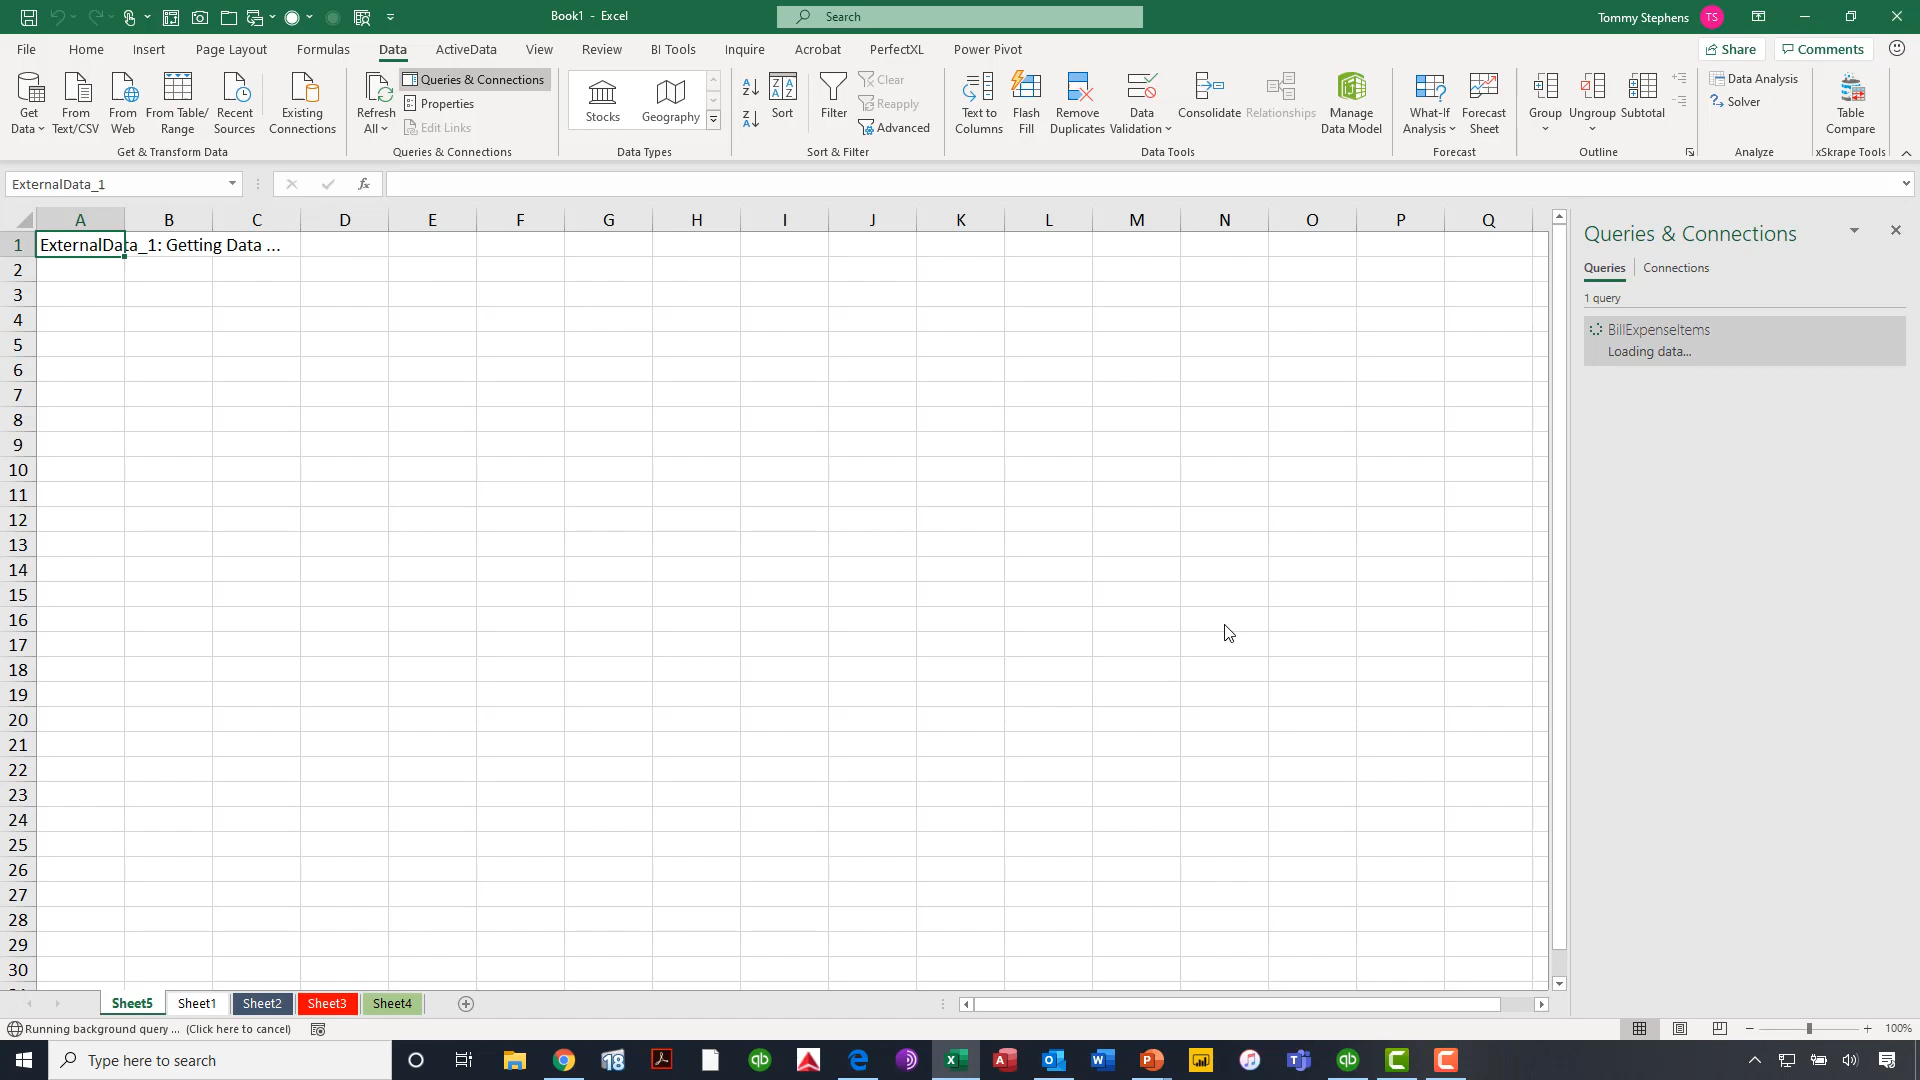 Book1 - Excel
Search
Tommy Stephens
TS
File Home Insert Page Layout Formulas Data ActiveData View Review BI Tools Inquire Acrobat PerfectXL Power Pivot
Share Comments
Get Data
From Text/CSV
From Web
From Table/ Range
Recent Sources
Existing Connections
Get & Transform Data
Refresh All
Queries & Connections
Properties
Edit Links
Queries & Connections
Stocks
Geography
Data Types
Sort
Filter
Clear
Reapply
Advanced
Sort & Filter
Text to Columns
Flash Fill
Remove Duplicates
Data Validation
Consolidate
Relationships
Manage Data Model
Data Tools
What-If Analysis
Forecast Sheet
Forecast
Group
Ungroup
Subtotal
Outline
Data Analysis
Solver
Analyze
Table Compare
xSkrape Tools
ExternalData_1
fx
A B C D E F G H I J K L M N O P Q
1 ExternalData_1: Getting Data ...
2
3
4
5
6
7
8
9
10
11
12
13
14
15
16
17
18
19
20
21
22
23
24
25
26
27
28
29
30
Queries & Connections
Queries Connections
1 query
BillExpenseItems
Loading data...
Sheet5 Sheet1 Sheet2 Sheet3 Sheet4
Running background query ... (Click here to cancel)
100%
Type here to search